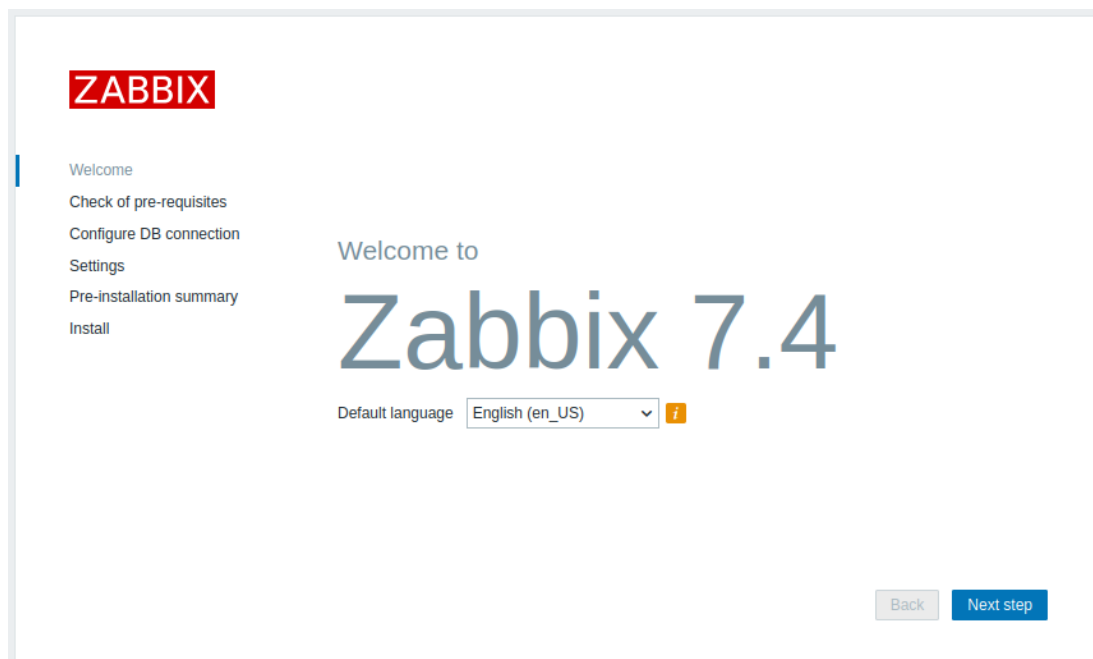 ZABBIX
Welcome
Check of pre-requisites
Configure DB connection
Settings
Pre-installation summary
Install
Welcome to
Zabbix 7.4
Default language English (en_US) i
Back Next step